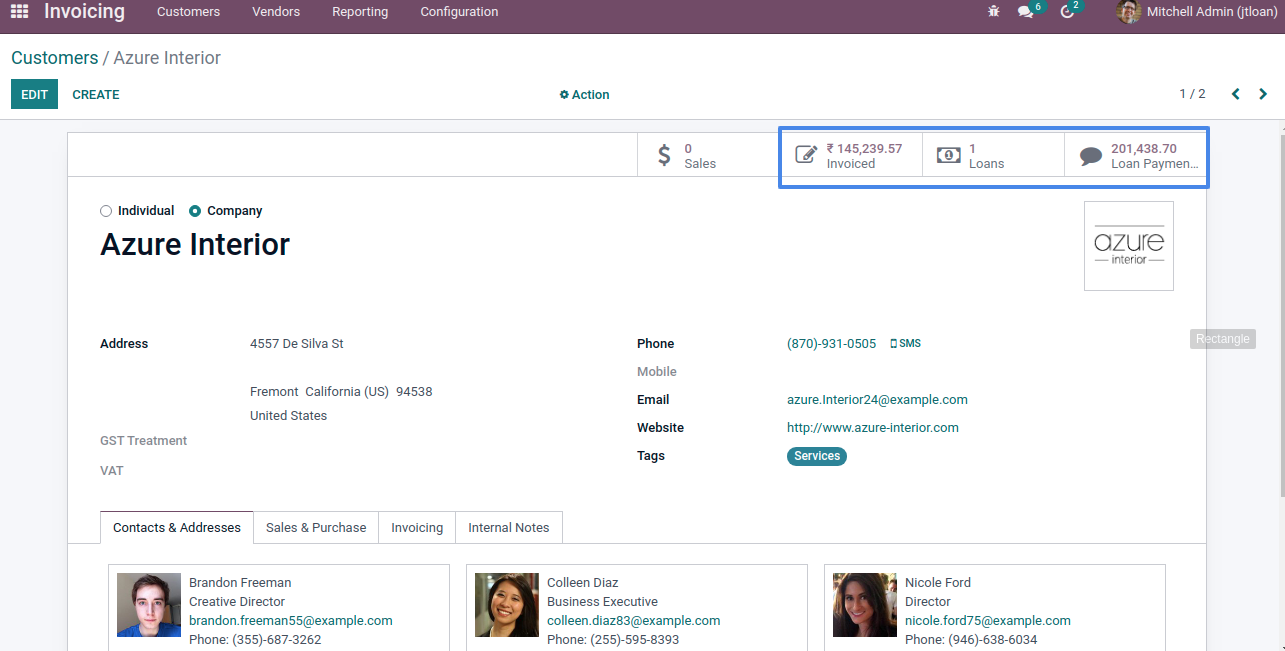 Invoicing Customers Vendors Reporting Configuration 6 2 Mitchell Admin (jtloan)
Customers / Azure Interior
EDIT CREATE Action 1 / 2
$ 0 Sales
₹ 145,239.57 Invoiced
1 Loans
201,438.70 Loan Paymen...
Individual Company
Azure Interior
azure
interior
Address 4557 De Silva St
Fremont California (US) 94538
United States
GST Treatment
VAT
Phone (870)-931-0505 SMS
Mobile
Email azure.Interior24@example.com
Website http://www.azure-interior.com
Tags Services
Rectangle
Contacts & Addresses Sales & Purchase Invoicing Internal Notes
Brandon Freeman
Creative Director
brandon.freeman55@example.com
Phone: (355)-687-3262
Colleen Diaz
Business Executive
colleen.diaz83@example.com
Phone: (255)-595-8393
Nicole Ford
Director
nicole.ford75@example.com
Phone: (946)-638-6034